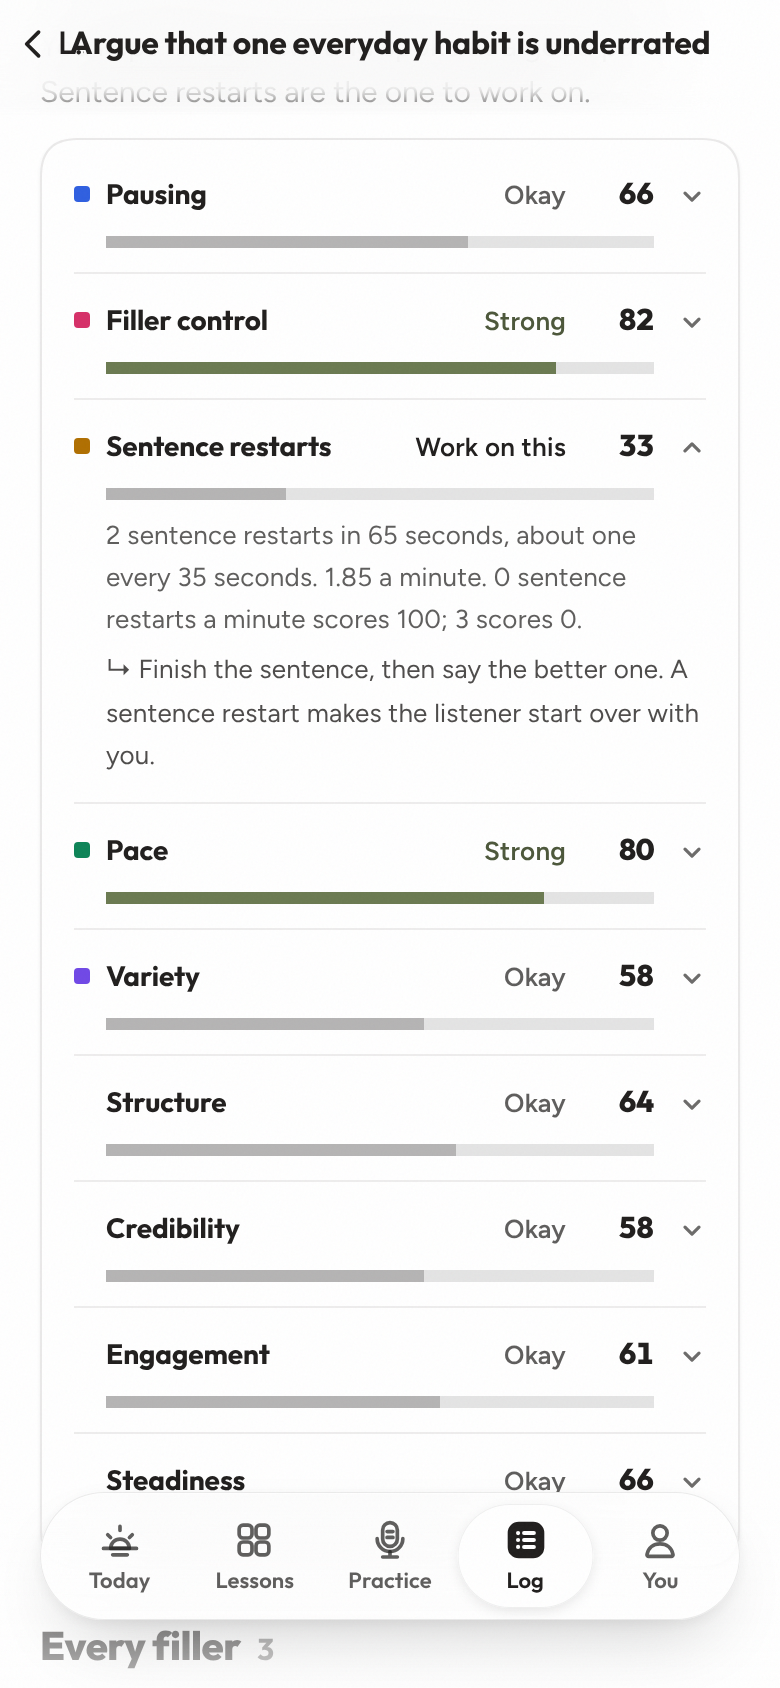 LArgue that one everyday habit is underrated
Sentence restarts are the one to work on.
Pausing Okay 66
Filler control Strong 82
Sentence restarts Work on this 33
2 sentence restarts in 65 seconds, about one
every 35 seconds. 1.85 a minute. 0 sentence
restarts a minute scores 100; 3 scores 0.
↳ Finish the sentence, then say the better one. A
sentence restart makes the listener start over with
you.
Pace Strong 80
Variety Okay 58
Structure Okay 64
Credibility Okay 58
Engagement Okay 61
Steadiness Okay 66
Today Lessons Practice Log You
Every filler 3